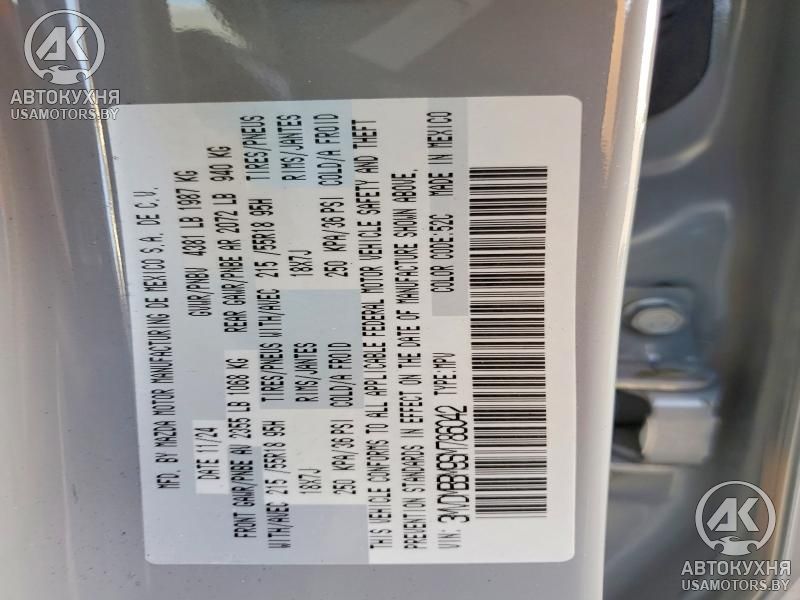 AK
АВТОКУХНЯ
USAMOTORS.BY
MFD. BY MAZDA MOTOR MANUFACTURING DE MEXICO S.A. DE C.V.
DATE 11/24 GVWR/PNBV 4381 LB 1987 KG
FRONT GAWR/PNBE AV 2355 LB 1068 KG REAR GAWR/PNBE AR 2072 LB 940 KG
TIRES/PNEUS TIRES/PNEUS
WITH/AVEC 215 /55R18 95H WITH/AVEC 215 /55R18 95H
RIMS/JANTES RIMS/JANTES
18X7J 18X7J
COLD/A FROID COLD/A FROID
250 KPA/36 PSI 250 KPA/36 PSI
THIS VEHICLE CONFORMS TO ALL APPLICABLE FEDERAL MOTOR VEHICLE SAFETY AND THEFT
PREVENTION STANDARDS IN EFFECT ON THE DATE OF MANUFACTURE SHOWN ABOVE.
COLOR CODE:52C MADE IN MEXICO
VIN: TYPE:MPV
AK
АВТОКУХНЯ
USAMOTORS.BY